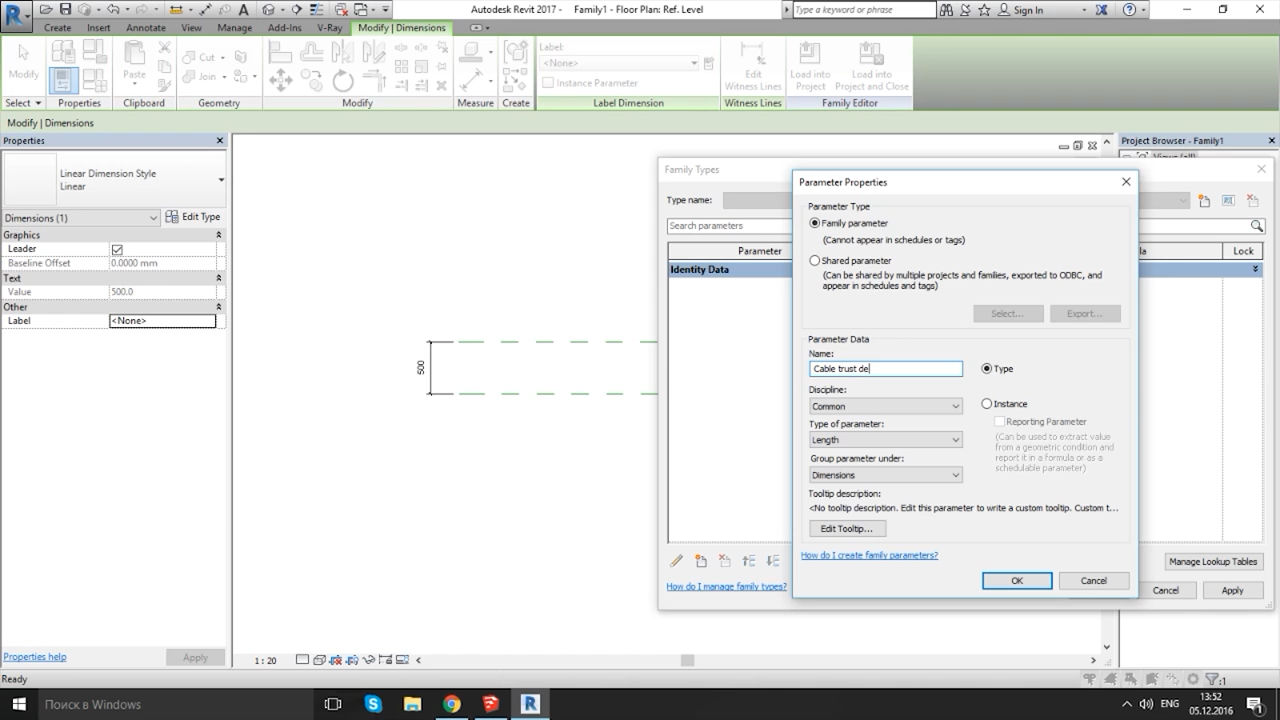 Autodesk Revit 2017 - Family1 - Floor Plan: Ref. Level
Type a keyword or phrase
Sign In
Create Insert Annotate View Manage Add-Ins V-Ray Modify | Dimensions
Modify
Paste
Cut
Join
Label:
<None>
Instance Parameter
Edit Witness Lines
Load into Project
Load into Project and Close
Select Properties Clipboard Geometry Modify Measure Create Label Dimension Witness Lines Family Editor
Modify | Dimensions
Properties
Linear Dimension Style
Linear
Dimensions (1)
Edit Type
Graphics
Leader
Baseline Offset 0.0000 mm
Text
Value 500.0
Other
Label <None>
Properties help
Apply
500
1 : 20
Project Browser - Family1
Views (all)
Family Types
Type name:
Search parameters
Parameter
la
Lock
Identity Data
Manage Lookup Tables
How do I manage family types?
Cancel
Apply
Parameter Properties
Parameter Type
Family parameter
(Cannot appear in schedules or tags)
Shared parameter
(Can be shared by multiple projects and families, exported to ODBC, and
appear in schedules and tags)
Select...
Export...
Parameter Data
Name:
Cable trust de
Type
Discipline:
Common
Instance
Reporting Parameter
(Can be used to extract value
from a geometric condition and
report it in a formula or as a
schedulable parameter)
Type of parameter:
Length
Group parameter under:
Dimensions
Tooltip description:
<No tooltip description. Edit this parameter to write a custom tooltip. Custom t...
Edit Tooltip...
How do I create family parameters?
OK
Cancel
Ready
:1
Поиск в Windows
ENG
13:52
05.12.2016